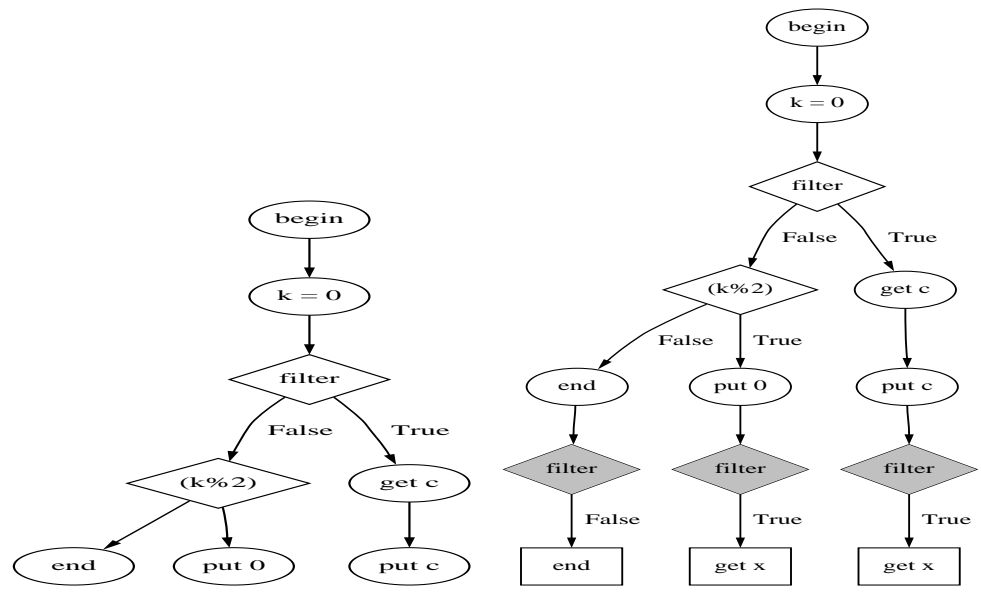 begin
k = 0
filter
False
True
(k%2)
get c
end
put 0
put c
begin
k = 0
filter
False
True
(k%2)
get c
False
True
end
put 0
put c
filter
filter
filter
False
True
True
end
get x
get x